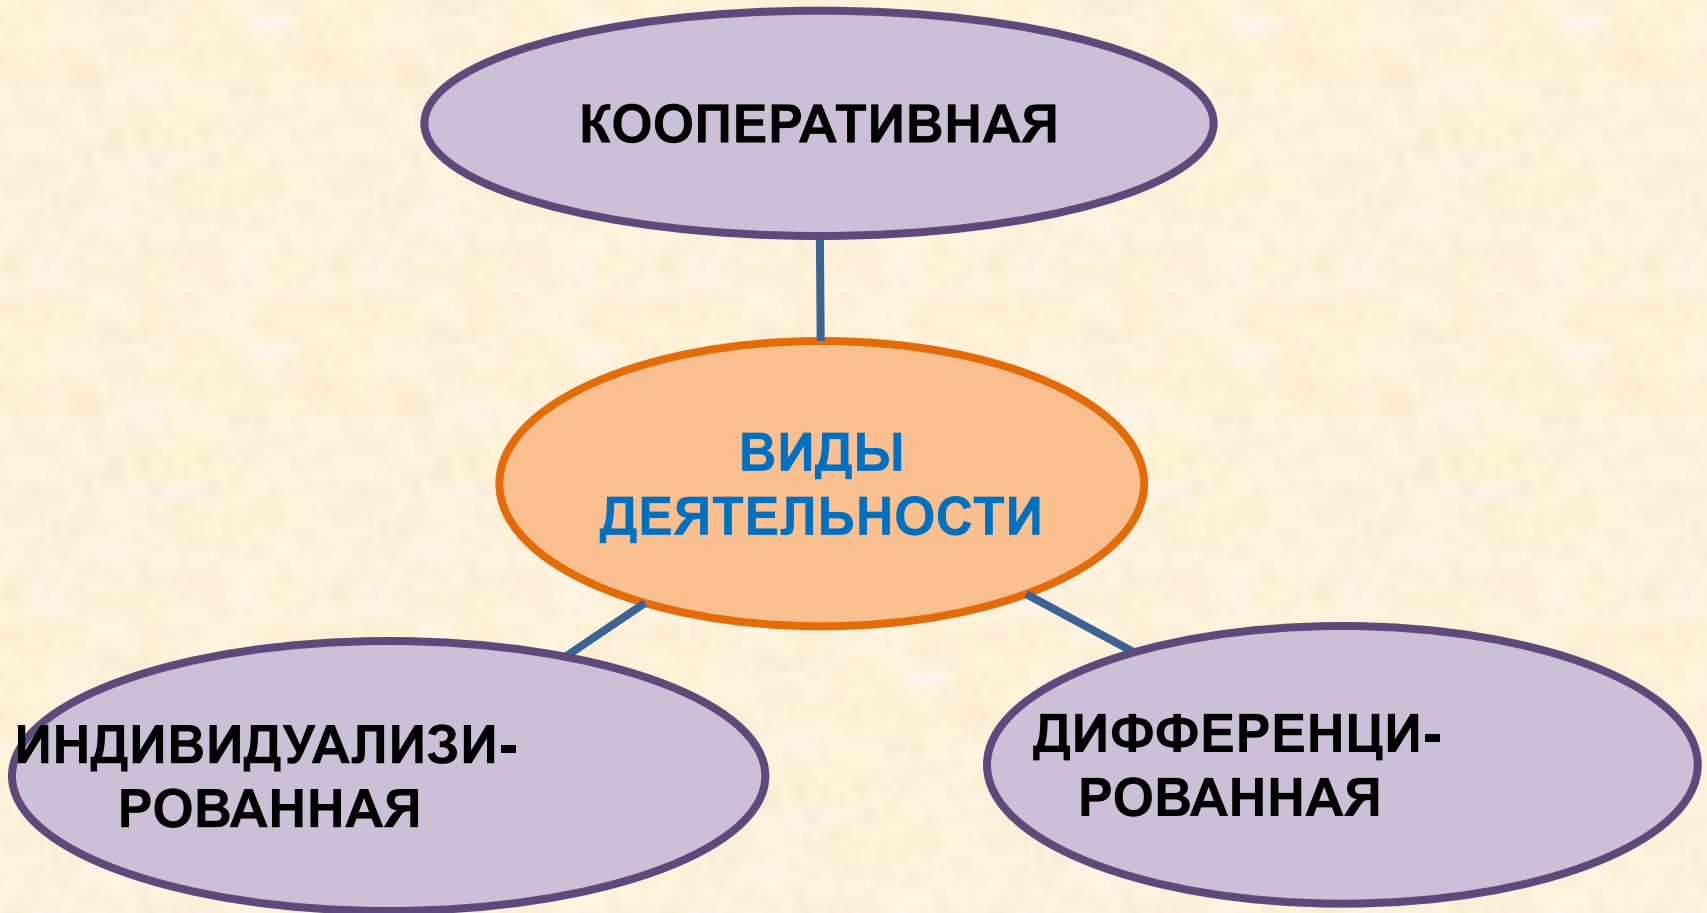 КООПЕРАТИВНАЯ
ВИДЫ
ДЕЯТЕЛЬНОСТИ
ИНДИВИДУАЛИЗИ-
РОВАННАЯ
ДИФФЕРЕНЦИ-
РОВАННАЯ